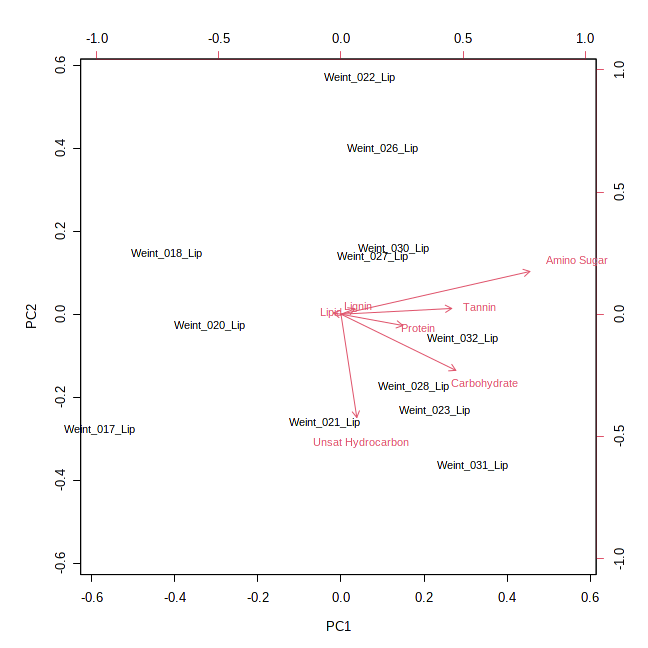 -1.0 -0.5 0.0 0.5 1.0
0.6 Weint_022_Lip 1.0
0.4 Weint_026_Lip
0.5
0.2 Weint_018_Lip Weint_030_Lip
Weint_027_Lip Amino Sugar
PC2 0.0 Lipid Lignin Tannin 0.0
Weint_020_Lip Protein
Weint_032_Lip
-0.2 Weint_028_Lip Carbohydrate
Weint_023_Lip
Weint_017_Lip Weint_021_Lip -0.5
Unsat Hydrocarbon
-0.4 Weint_031_Lip
-0.6 -1.0
-0.6 -0.4 -0.2 0.0 0.2 0.4 0.6
PC1